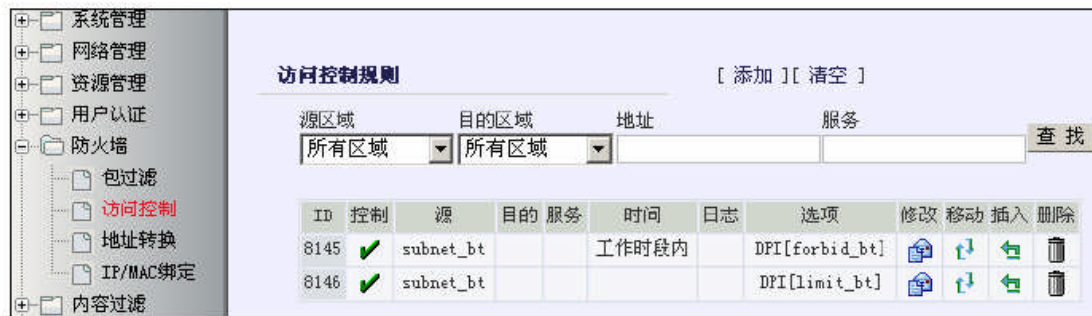 系统管理
网络管理
资源管理
用户认证
防火墙
包过滤
访问控制
地址转换
IP/MAC绑定
内容过滤
访问控制规则 [ 添加 ][ 清空 ]
源区域 目的区域 地址 服务
所有区域 所有区域 查 找
ID 控制 源 目的 服务 时间 日志 选项 修改 移动 插入 删除
8145 subnet_bt 工作时段内 DPI[forbid_bt]
8146 subnet_bt DPI[limit_bt]